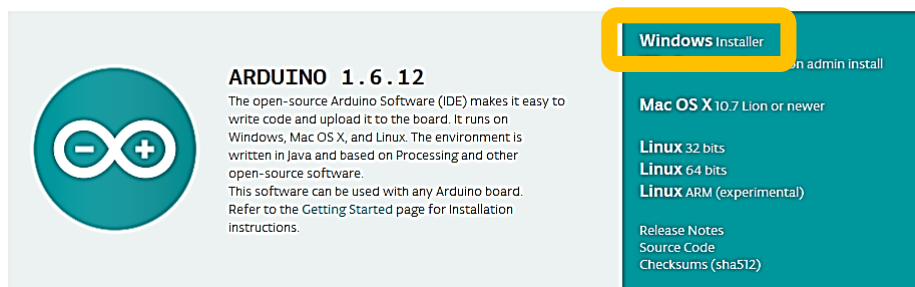 ARDUINO 1.6.12
The open-source Arduino Software (IDE) makes it easy to
write code and upload it to the board. It runs on
Windows, Mac OS X, and Linux. The environment is
written in Java and based on Processing and other
open-source software.
This software can be used with any Arduino board.
Refer to the Getting Started page for Installation
instructions.
Windows Installer
admin install
Mac OS X 10.7 Lion or newer
Linux 32 bits
Linux 64 bits
Linux ARM (experimental)
Release Notes
Source Code
Checksums (sha512)